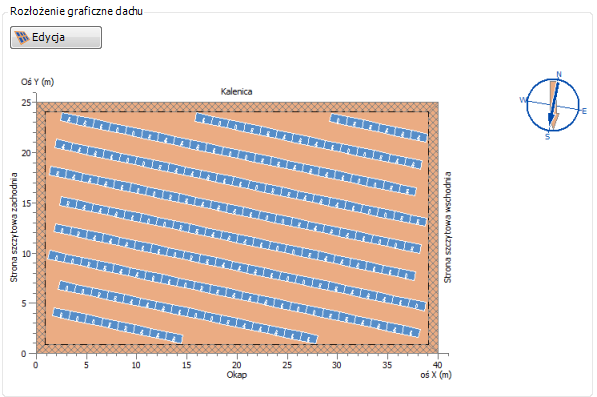 Rozłożenie graficzne dachu
Edycja
Oś Y (m)
Kalenica
N
W
E
S
25
20
15
10
5
0
Strona szczytowa zachodnia
Strona szczytowa wschodnia
0 5 10 15 20 25 30 35 40
Okap
oś X (m)